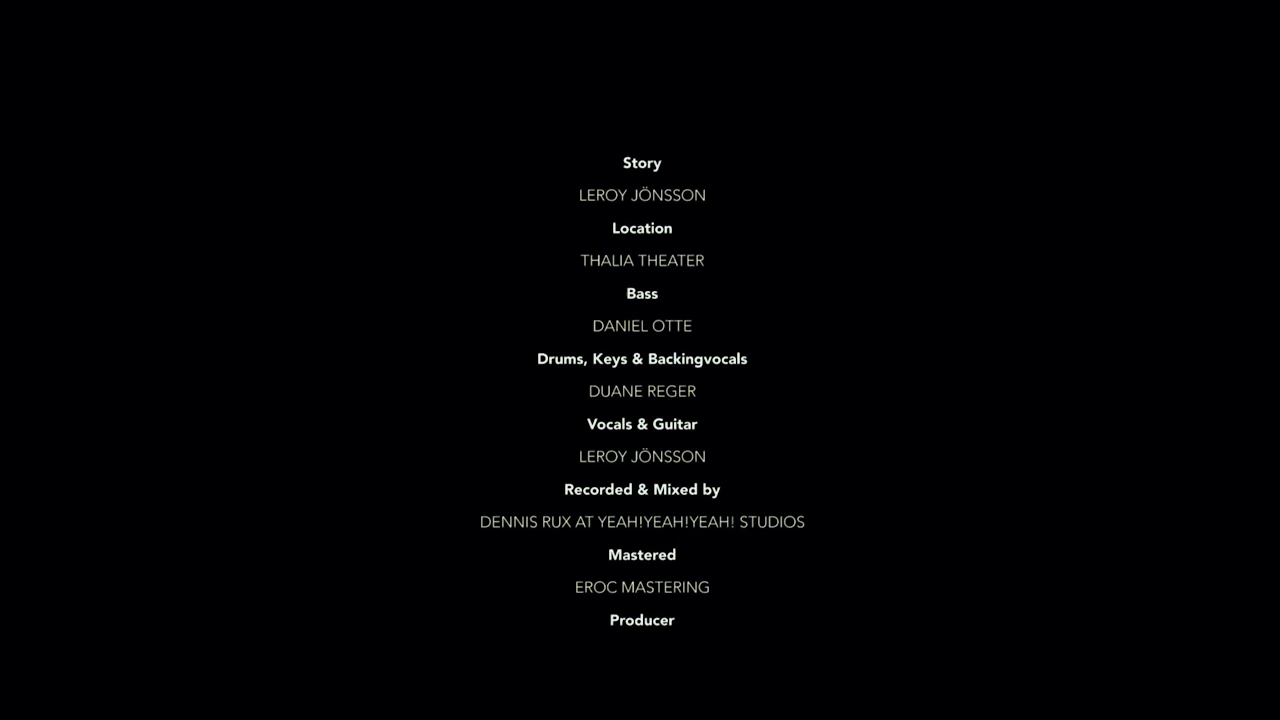 Story
LEROY JÖNSSON
Location
THALIA THEATER
Bass
DANIEL OTTE
Drums, Keys & Backingvocals
DUANE REGER
Vocals & Guitar
LEROY JÖNSSON
Recorded & Mixed by
DENNIS RUX AT YEAH!YEAH!YEAH! STUDIOS
Mastered
EROC MASTERING
Producer